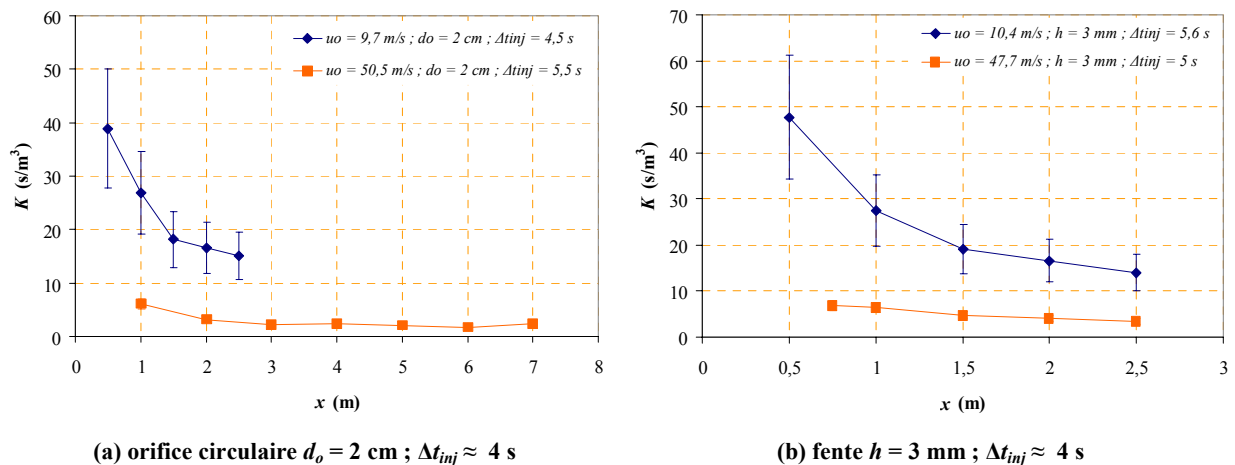 60
50
40
30
20
10
0
K (s/m³)
uo = 9,7 m/s ; do = 2 cm ; Δtinj = 4,5 s
uo = 50,5 m/s ; do = 2 cm ; Δtinj = 5,5 s
0 1 2 3 4 5 6 7 8
x (m)
(a) orifice circulaire dₒ = 2 cm ; Δtinj ≈ 4 s
70
60
50
40
30
20
10
0
K (s/m³)
uo = 10,4 m/s ; h = 3 mm ; Δtinj = 5,6 s
uo = 47,7 m/s ; h = 3 mm ; Δtinj = 5 s
0 0,5 1 1,5 2 2,5 3
x (m)
(b) fente h = 3 mm ; Δtinj ≈ 4 s